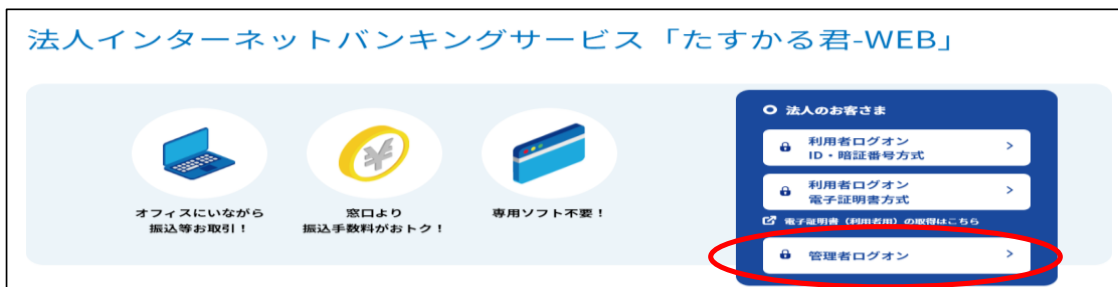 法人インターネットバンキングサービス「たすかる君-WEB」
オフィスにいながら
振込等お取引！
窓口より
振込手数料がおトク！
専用ソフト不要！
法人のお客さま
利用者ログオン
ID・暗証番号方式
利用者ログオン
電子証明書方式
電子証明書（利用者用）の取得はこちら
管理者ログオン